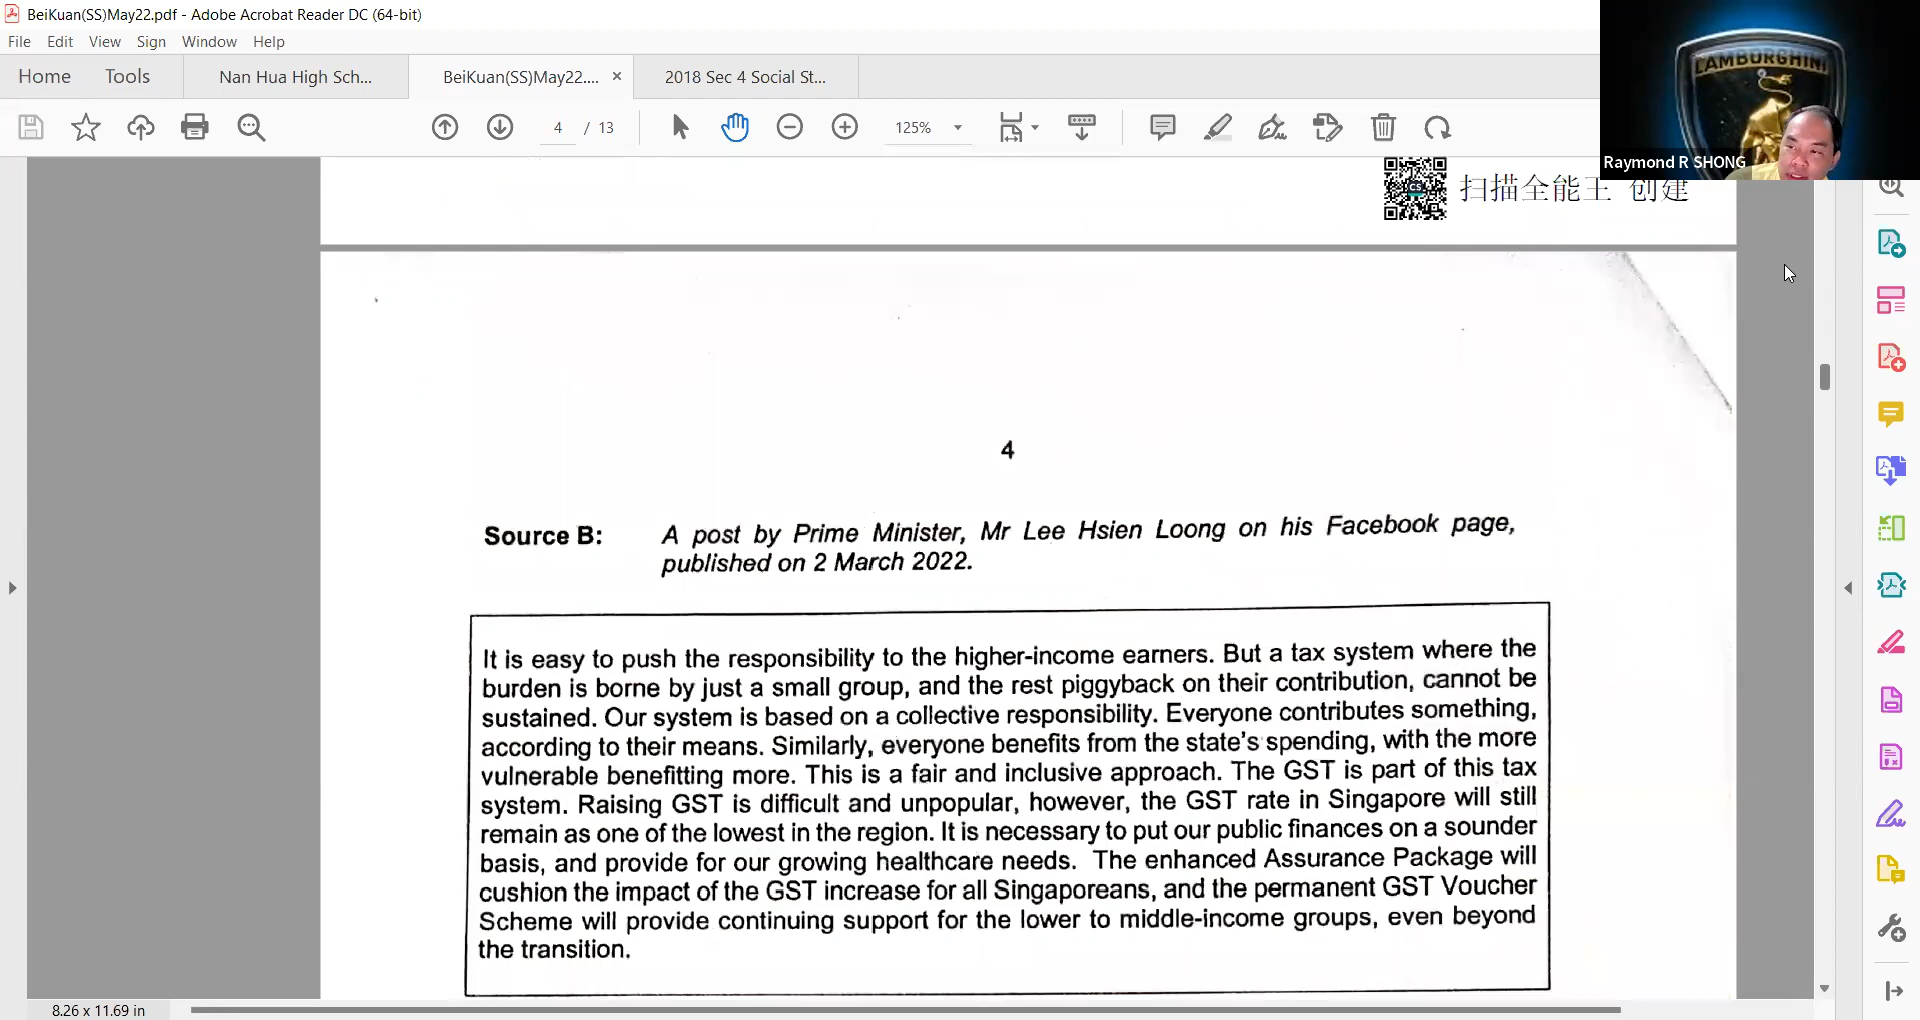 BeiKuan(SS)May22.pdf - Adobe Acrobat Reader DC (64-bit)
File Edit View Sign Window Help
Home Tools Nan Hua High Sch... BeiKuan(SS)May22.... × 2018 Sec 4 Social St...
4 / 13 125%
LAMBORGHINI
Raymond R SHONG
CS
扫描全能王 创建
4
Source B: A post by Prime Minister, Mr Lee Hsien Loong on his Facebook page,
published on 2 March 2022.
It is easy to push the responsibility to the higher-income earners. But a tax system where the
burden is borne by just a small group, and the rest piggyback on their contribution, cannot be
sustained. Our system is based on a collective responsibility. Everyone contributes something,
according to their means. Similarly, everyone benefits from the state's spending, with the more
vulnerable benefitting more. This is a fair and inclusive approach. The GST is part of this tax
system. Raising GST is difficult and unpopular, however, the GST rate in Singapore will still
remain as one of the lowest in the region. It is necessary to put our public finances on a sounder
basis, and provide for our growing healthcare needs. The enhanced Assurance Package will
cushion the impact of the GST increase for all Singaporeans, and the permanent GST Voucher
Scheme will provide continuing support for the lower to middle-income groups, even beyond
the transition.
8.26 x 11.69 in